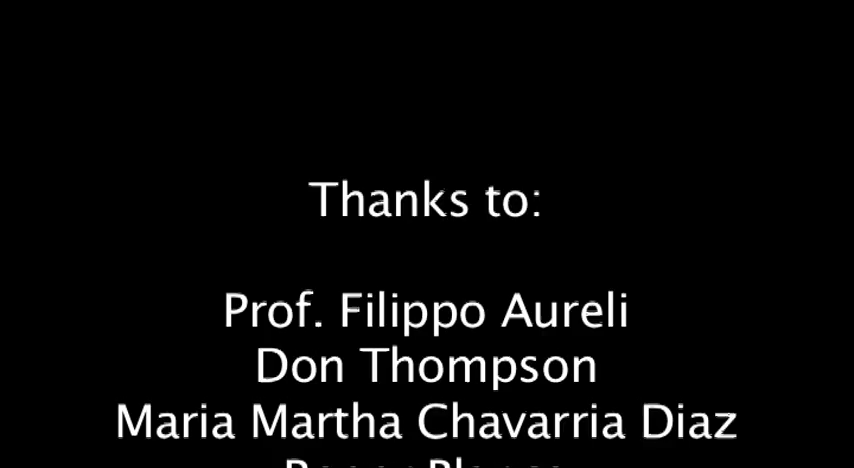 Thanks to:
Prof. Filippo Aureli
Don Thompson
Maria Martha Chavarria Diaz